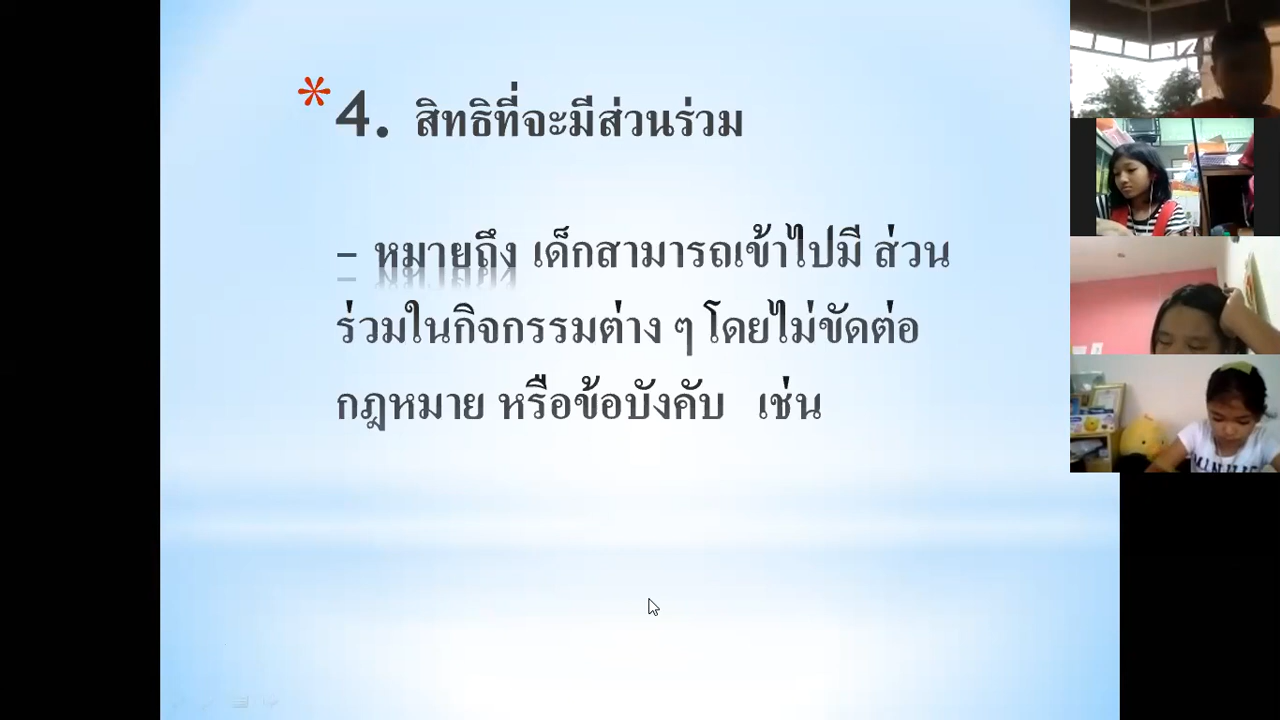 *4. สิทธิที่จะมีส่วนร่วม
- หมายถึง เด็กสามารถเข้าไปมี ส่วน
ร่วมในกิจกรรมต่าง ๆ โดยไม่ขัดต่อ
กฎหมาย หรือข้อบังคับ เช่น